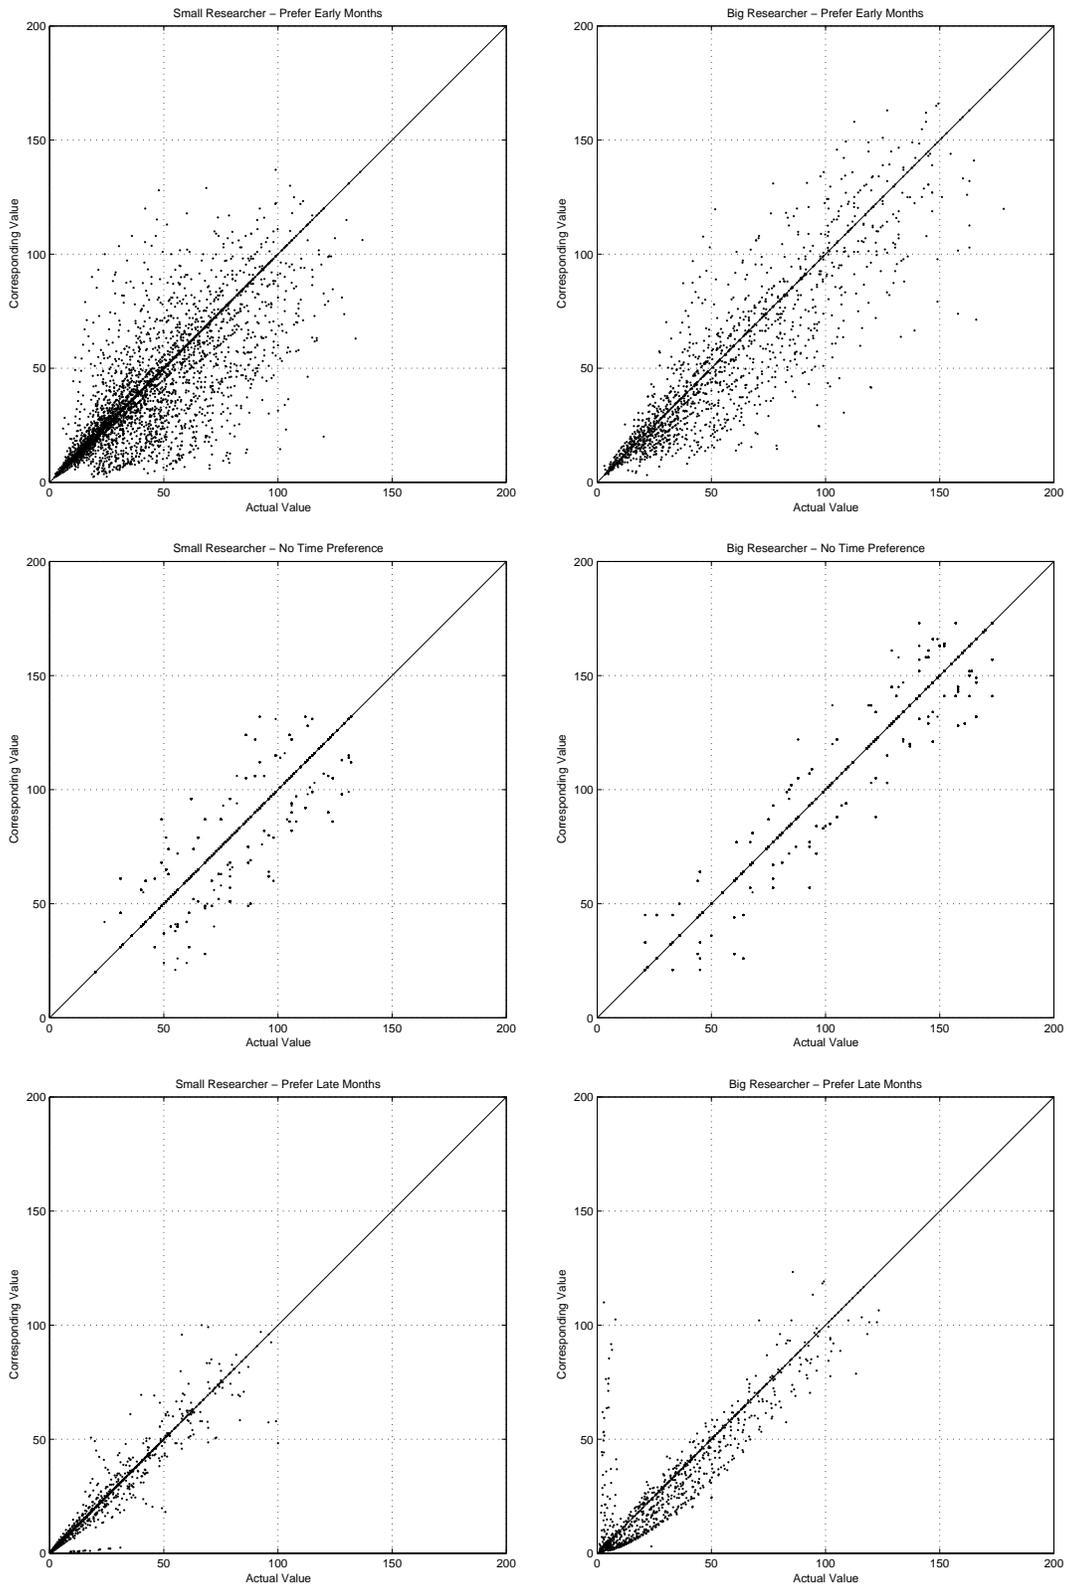 Small Researcher – Prefer Early Months
200
150
100
50
0
0 50 100 150 200
Corresponding Value
Actual Value
Big Researcher – Prefer Early Months
200
150
100
50
0
0 50 100 150 200
Corresponding Value
Actual Value
Small Researcher – No Time Preference
200
150
100
50
0
0 50 100 150 200
Corresponding Value
Actual Value
Big Researcher – No Time Preference
200
150
100
50
0
0 50 100 150 200
Corresponding Value
Actual Value
Small Researcher – Prefer Late Months
200
150
100
50
0
0 50 100 150 200
Corresponding Value
Actual Value
Big Researcher – Prefer Late Months
200
150
100
50
0
0 50 100 150 200
Corresponding Value
Actual Value